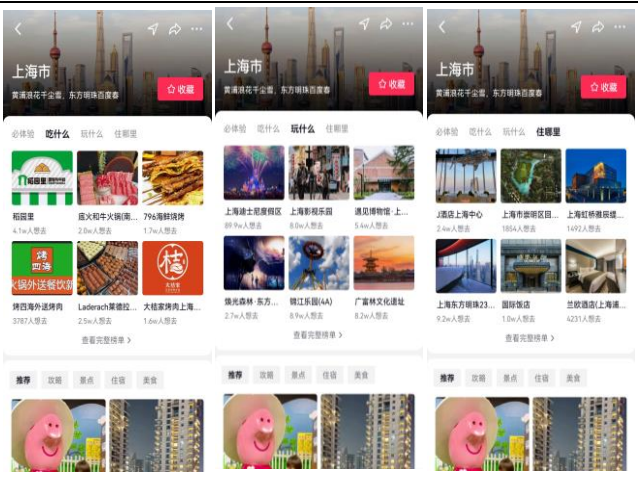 上海市
黄浦浪花千尘雪，东方明珠百度春
收藏
必体验 吃什么 玩什么 住哪里
稻园里 底火和牛火锅(南... 796海鲜烧烤
4.1w人想去 2.0w人想去 1.7w人想去
烤四海外送烤肉 Laderach莱德拉... 大桔家烤肉上海...
3787人想去 2.5w人想去 1.6w人想去
查看完整榜单 >
推荐 攻略 景点 住宿 美食
上海市
黄浦浪花千尘雪，东方明珠百度春
收藏
必体验 吃什么 玩什么 住哪里
上海迪士尼度假区 上海影视乐园 遇见博物馆·上...
89.9w人想去 8.0w人想去 5.4w人想去
焕光森林·东方... 锦江乐园(4A) 广富林文化遗址
2.7w人想去 8.9w人想去 8.2w人想去
查看完整榜单 >
推荐 攻略 景点 住宿 美食
上海市
黄浦浪花千尘雪，东方明珠百度春
收藏
必体验 吃什么 玩什么 住哪里
J酒店上海中心 上海市崇明区回... 上海虹桥雅辰缇...
2.4w人想去 1854人想去 1492人想去
上海东方明珠23... 国际饭店 兰欧酒店(上海浦...
9.2w人想去 1.0w人想去 4231人想去
查看完整榜单 >
推荐 攻略 景点 住宿 美食